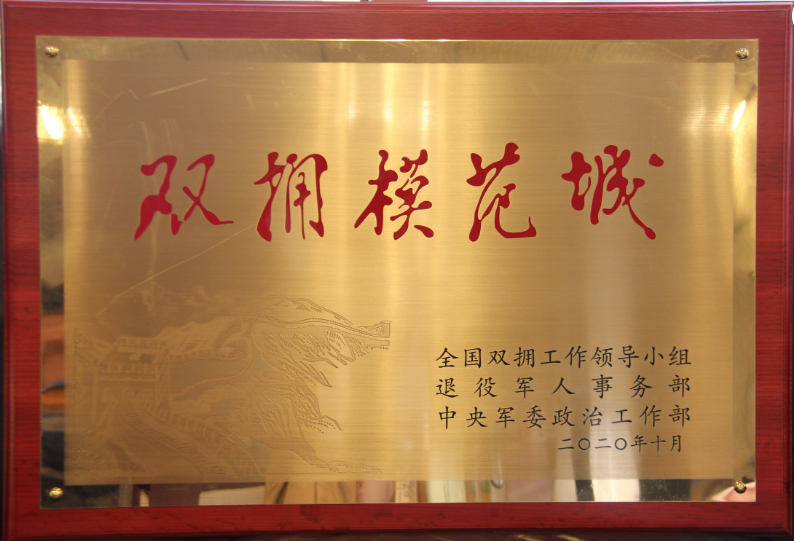 双拥模范城
全国双拥工作领导小组
退役军人事务部
中央军委政治工作部
二〇二〇年十月